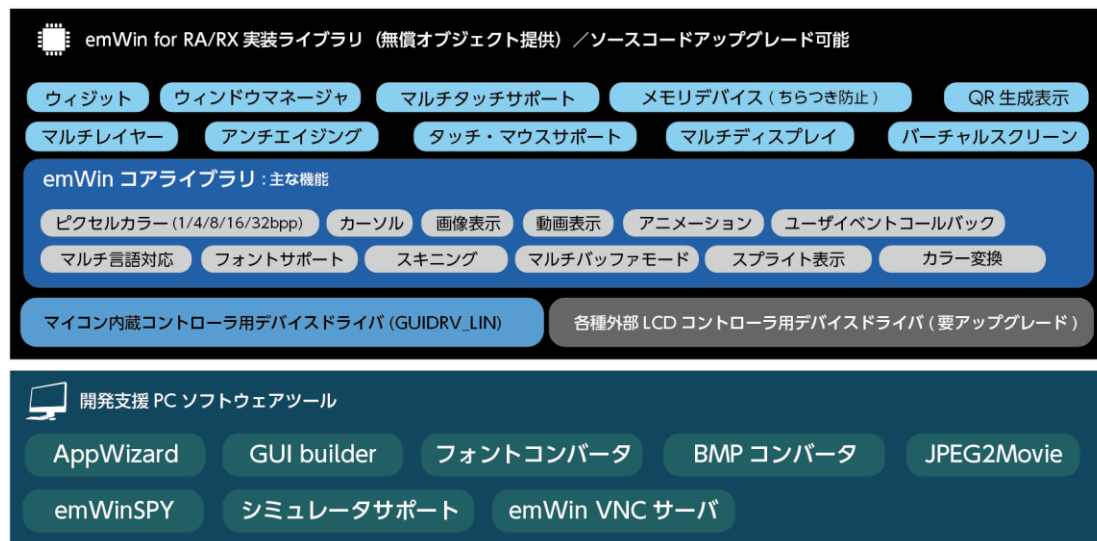 emWin for RA/RX 実装ライブラリ（無償オブジェクト提供）／ソースコードアップグレード可能
ウィジット ウィンドウマネージャ マルチタッチサポート メモリデバイス ( ちらつき防止 ) QR 生成表示
マルチレイヤー アンチエイジング タッチ・マウスサポート マルチディスプレイ バーチャルスクリーン
emWin コアライブラリ : 主な機能
ピクセルカラー (1/4/8/16/32bpp) カーソル 画像表示 動画表示 アニメーション ユーザイベントコールバック
マルチ言語対応 フォントサポート スキニング マルチバッファモード スプライト表示 カラー変換
マイコン内蔵コントローラ用デバイスドライバ (GUIDRV_LIN) 各種外部 LCD コントローラ用デバイスドライバ ( 要アップグレード )
開発支援 PC ソフトウェアツール
AppWizard GUI builder フォントコンバータ BMP コンバータ JPEG2Movie
emWinSPY シミュレータサポート emWin VNC サーバ